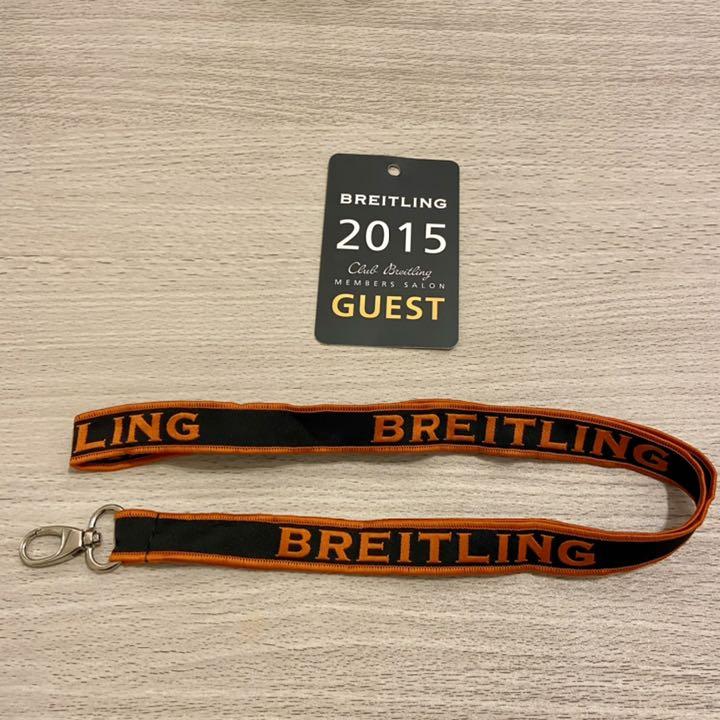 BREITLING
2015
Club Breitling
MEMBERS SALON
GUEST
LING BREITLING
BREITLING